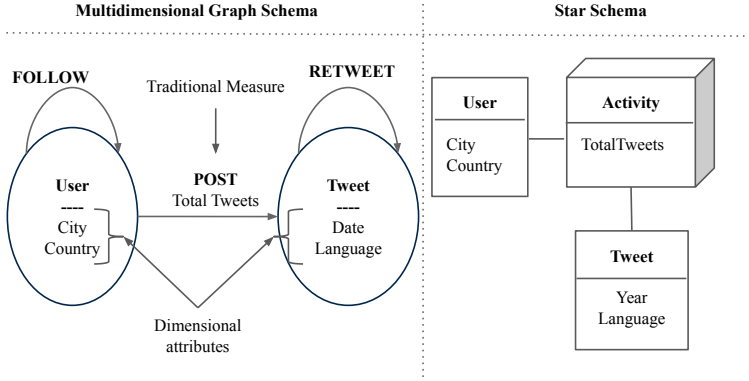 Multidimensional Graph Schema
Star Schema
FOLLOW
RETWEET
Traditional Measure
User
----
City
Country
POST
Total Tweets
Tweet
----
Date
Language
Dimensional
attributes
User
City
Country
Activity
TotalTweets
Tweet
Year
Language